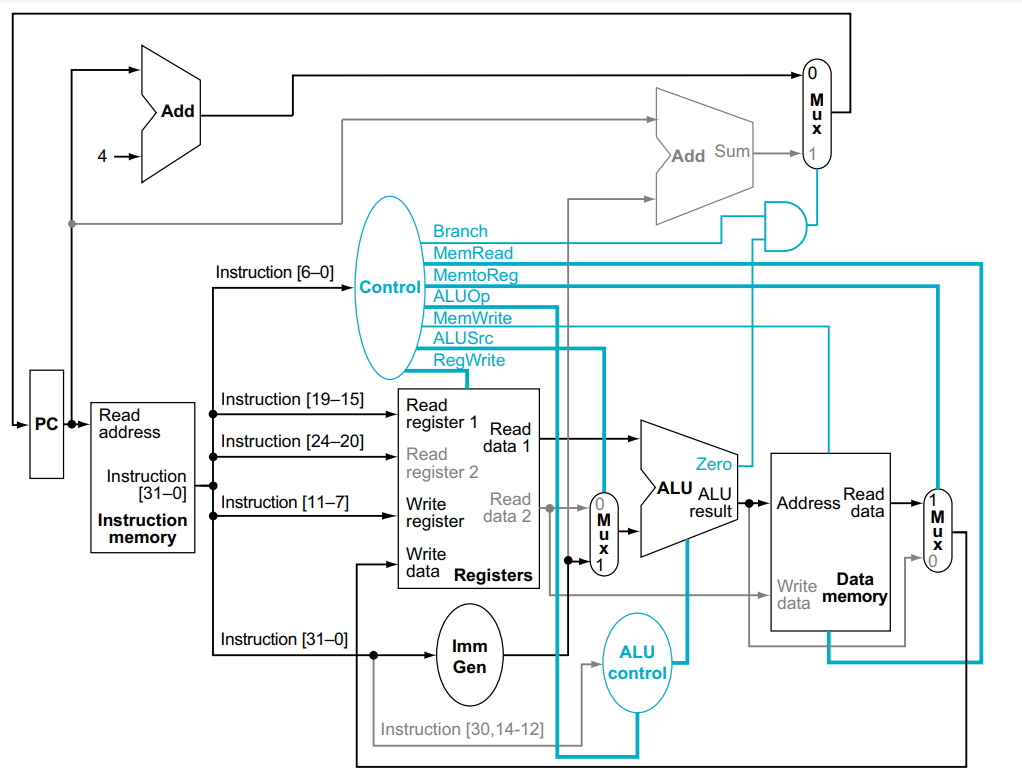 Add
4
Add Sum
0
M
u
x
1
Branch
MemRead
MemtoReg
ALUOp
MemWrite
ALUSrc
RegWrite
Control
Instruction [6–0]
Instruction [19–15]
Instruction [24–20]
Instruction [11–7]
Instruction [31–0]
Instruction [30,14-12]
PC
Read
address
Instruction
[31–0]
Instruction
memory
Read
register 1
Read
register 2
Write
register
Write
data
Read
data 1
Read
data 2
Registers
Imm
Gen
0
M
u
x
1
Zero
ALU
ALU
result
ALU
control
Address
Read
data
Write
data
Data
memory
1
M
u
x
0